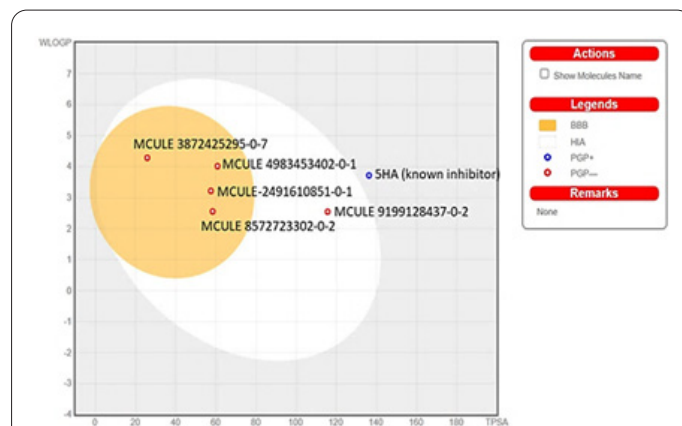 WLOGP
7
6
5
4
3
2
1
0
-1
-2
-3
-4
0 20 40 60 80 100 120 140 160 180 TPSA
MCULE 3872425295-0-7
MCULE 4983453402-0-1
5HA (known inhibitor)
MCULE-2491610851-0-1
MCULE 9199128437-0-2
MCULE 8572723302-0-2
Actions
Show Molecules Name
Legends
BBB
HIA
PGP+
PGP—
Remarks
None